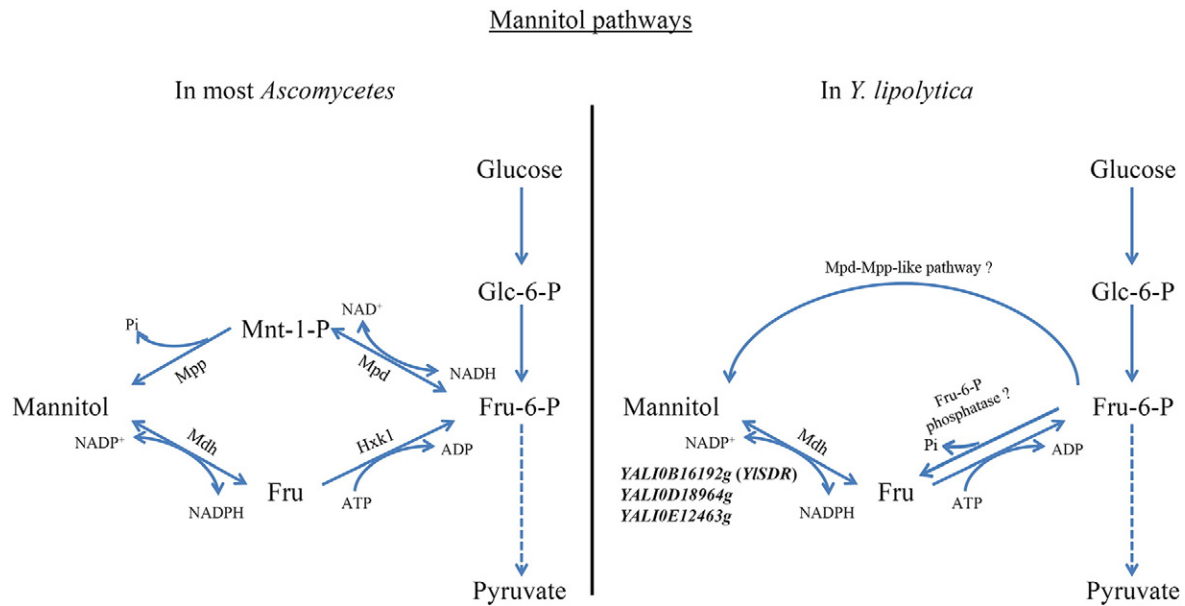 Mannitol pathways
In most Ascomycetes
Glucose
Glc-6-P
NAD⁺
Pi
Mnt-1-P
Mpp
Mpd
NADH
Mannitol
Fru-6-P
NADP⁺
Mdh
Hxk1
ADP
Fru
NADPH
ATP
Pyruvate
In Y. lipolytica
Glucose
Mpd-Mpp-like pathway ?
Glc-6-P
Fru-6-P
phosphatase ?
Mannitol
Fru-6-P
NADP⁺
Mdh
Pi
ADP
YALI0B16192g (YlSDR)
YALI0D18964g
YALI0E12463g
Fru
NADPH
ATP
Pyruvate